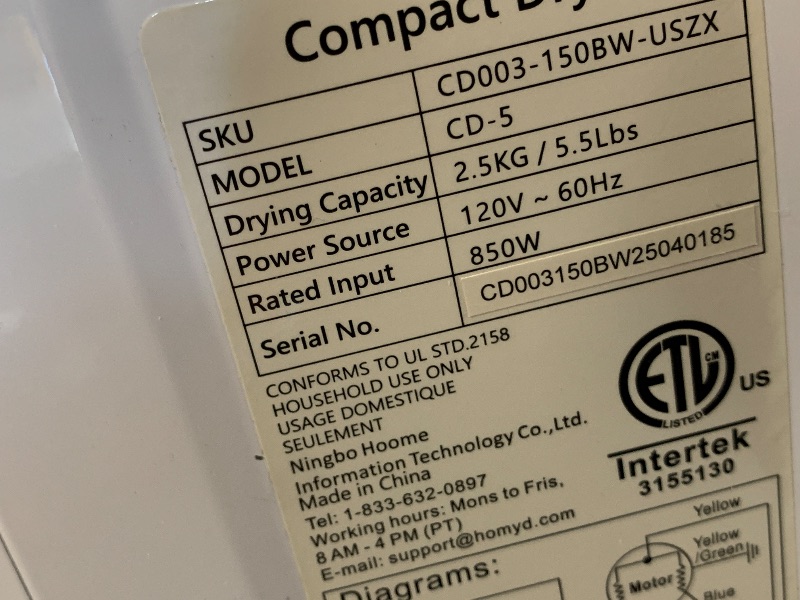 Compact
SKU CD003-150BW-USZX
MODEL CD-5
Drying Capacity 2.5KG / 5.5Lbs
Power Source 120V ~ 60Hz
Rated Input 850W
Serial No. CD003150BW25040185
CONFORMS TO UL STD.2158
HOUSEHOLD USE ONLY
USAGE DOMESTIQUE
SEULEMENT
Ningbo Hoome
Information Technology Co.,Ltd.
Made in China
Tel: 1-833-632-0897
Working hours: Mons to Fris,
8 AM - 4 PM (PT)
E-mail: support@homyd.com
ETL CM
LISTED
US
Intertek
3155130
Diagrams:
Yellow
Yellow
/Green
Motor
Blue